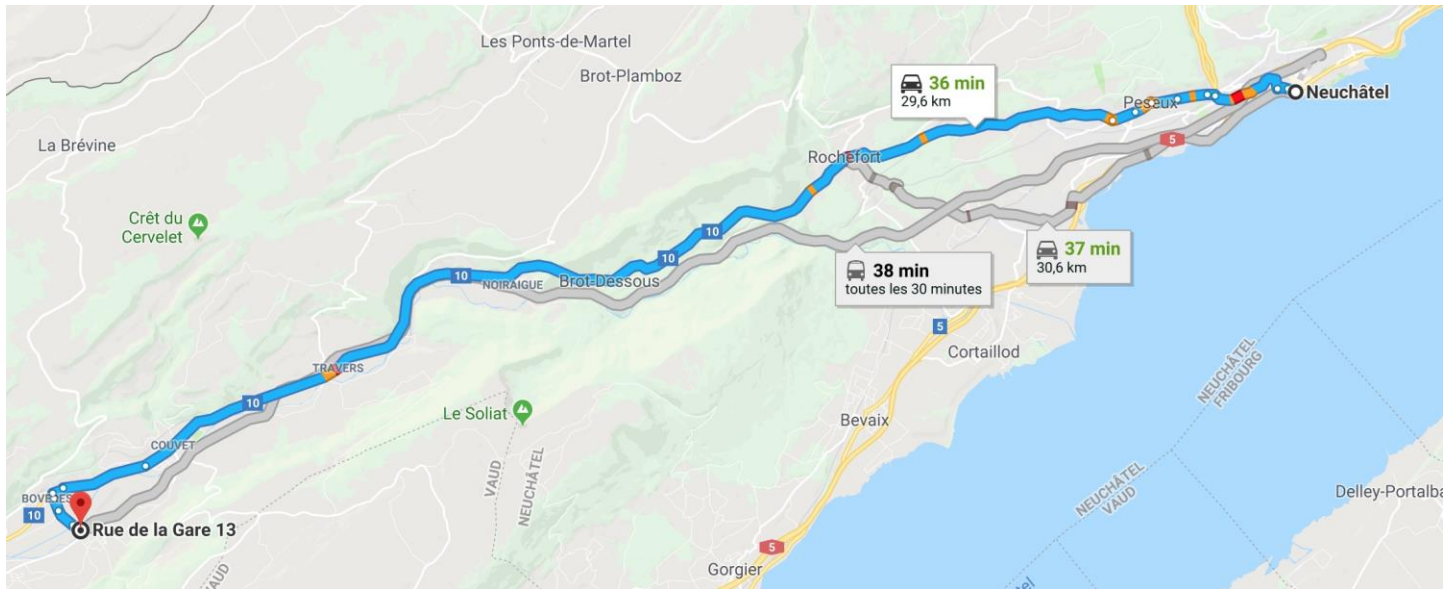 Les Ponts-de-Martel
Brot-Plamboz
36 min
29,6 km
Neuchâtel
Peseux
La Brévine
5
Rochefort
Crêt du
Cervelet
10
10
37 min
30,6 km
38 min
toutes les 30 minutes
10
NOIRAIGUE
Brot-Dessous
5
Cortaillod
NEUCHÂTEL
FRIBOURG
TRAVERS
10
Le Soliat
Bevaix
COUVET
VAUD
NEUCHÂTEL
NEUCHÂTEL
VAUD
Delley-Portalba
10
Rue de la Gare 13
5
Gorgier